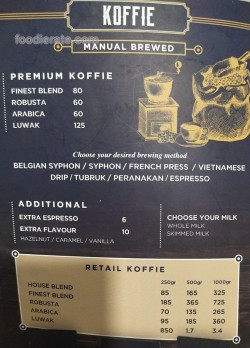 foodierate.com
KOFFIE
MANUAL BREWED
PREMIUM KOFFIE
FINEST BLEND 80
ROBUSTA 60
ARABICA 60
LUWAK 125
Choose your desired brewing method
BELGIAN SYPHON / SYPHON / FRENCH PRESS / VIETNAMESE
DRIP / TUBRUK / PERANAKAN / ESPRESSO
ADDITIONAL
EXTRA ESPRESSO 6
EXTRA FLAVOUR 10
HAZELNUT / CARAMEL / VANILLA
CHOOSE YOUR MILK
WHOLE MILK
SKIMMED MILK
RETAIL KOFFIE
250gr 500gr 1000gr
HOUSE BLEND 85 165 325
FINEST BLEND 185 365 725
ROBUSTA 70 135 265
ARABICA 95 185 360
LUWAK 850 1.7 3.4